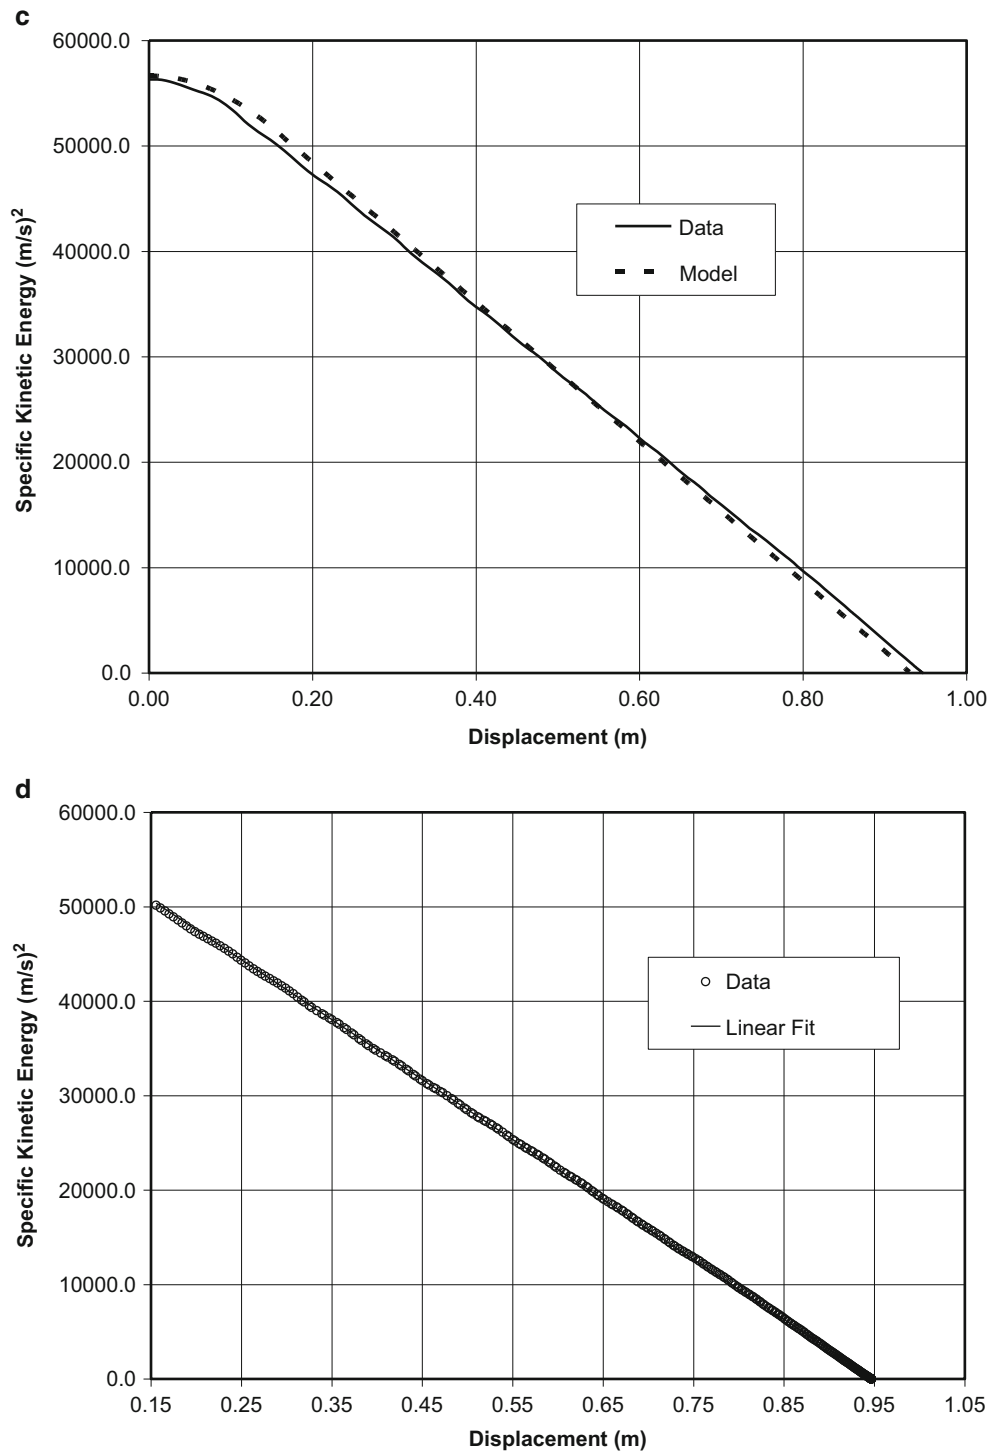 c
60000.0
50000.0
40000.0
30000.0
20000.0
10000.0
0.0
Specific Kinetic Energy (m/s)²
Data
Model
0.00 0.20 0.40 0.60 0.80 1.00
Displacement (m)
d
60000.0
50000.0
40000.0
30000.0
20000.0
10000.0
0.0
Specific Kinetic Energy (m/s)²
Data
Linear Fit
0.15 0.25 0.35 0.45 0.55 0.65 0.75 0.85 0.95 1.05
Displacement (m)